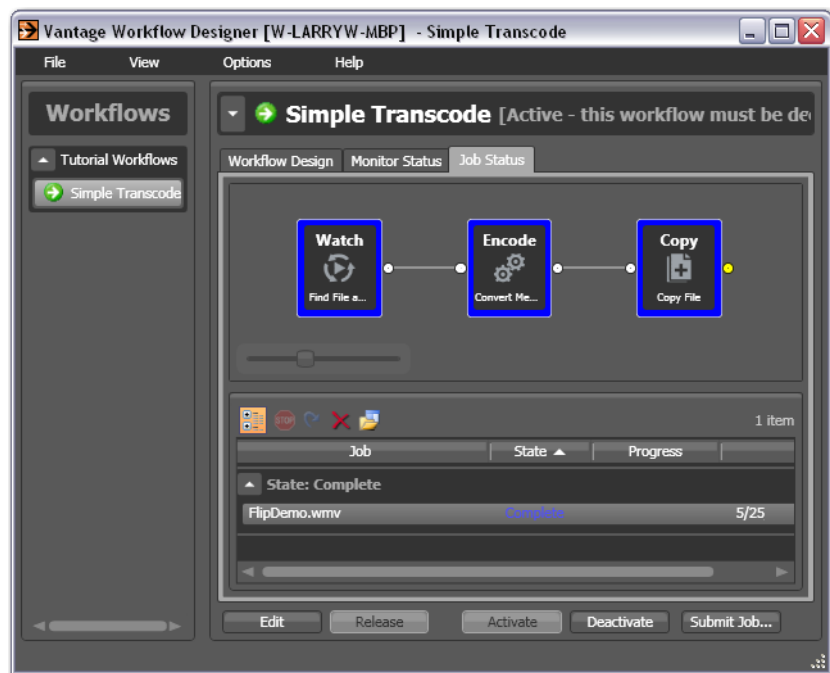 Vantage Workflow Designer [W-LARRYW-MBP] - Simple Transcode
File View Options Help
Workflows
Tutorial Workflows
Simple Transcode
Simple Transcode [Active - this workflow must be de
Workflow Design Monitor Status Job Status
Watch
Find File a...
Encode
Convert Me...
Copy
Copy File
STOP
1 item
Job State Progress
State: Complete
FlipDemo.wmv Complete 5/25
Edit Release Activate Deactivate Submit Job...